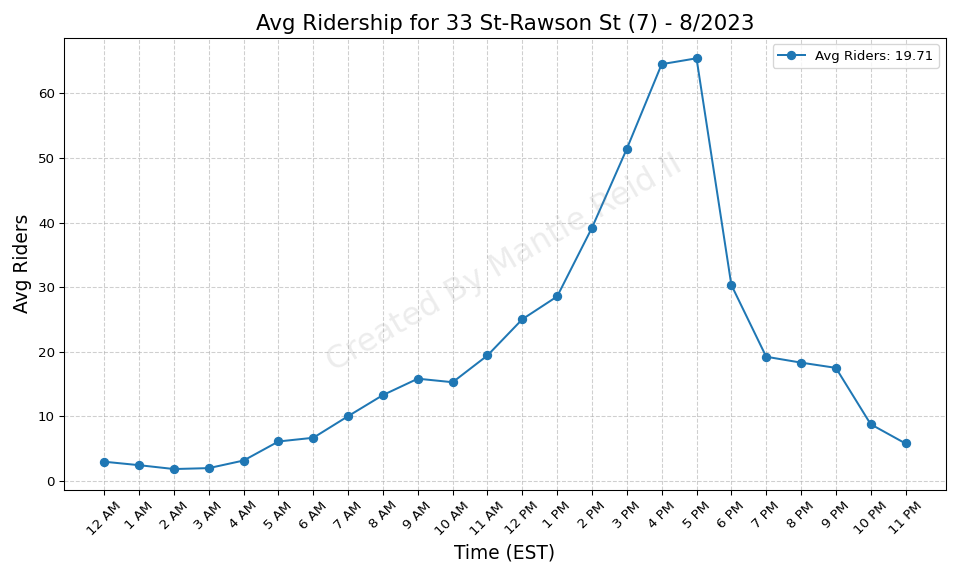 Avg Ridership for 33 St-Rawson St (7) - 8/2023
Avg Riders: 19.71
Avg Riders
60
50
40
30
20
10
0
Created By Mantie Reid II
12 AM
1 AM
2 AM
3 AM
4 AM
5 AM
6 AM
7 AM
8 AM
9 AM
10 AM
11 AM
12 PM
1 PM
2 PM
3 PM
4 PM
5 PM
6 PM
7 PM
8 PM
9 PM
10 PM
11 PM
Time (EST)